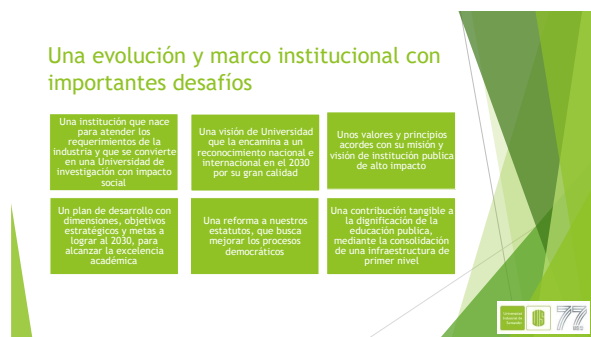 Una evolución y marco institucional con
importantes desafíos
Una institución que nace
para atender los
requerimientos de la
industria y que se convierte
en una Universidad de
investigación con impacto
social
Una visión de Universidad
que la encamina a un
reconocimiento nacional e
internacional en el 2030
por su gran calidad
Unos valores y principios
acordes con su misión y
visión de institución publica
de alto impacto
Un plan de desarrollo con
dimensiones, objetivos
estratégicos y metas a
lograr al 2030, para
alcanzar la excelencia
académica
Una reforma a nuestros
estatutos, que busca
mejorar los procesos
democráticos
Una contribución tangible a
la dignificación de la
educación publica,
mediante la consolidación
de una infraestructura de
primer nivel
Universidad
Industrial de
Santander
77